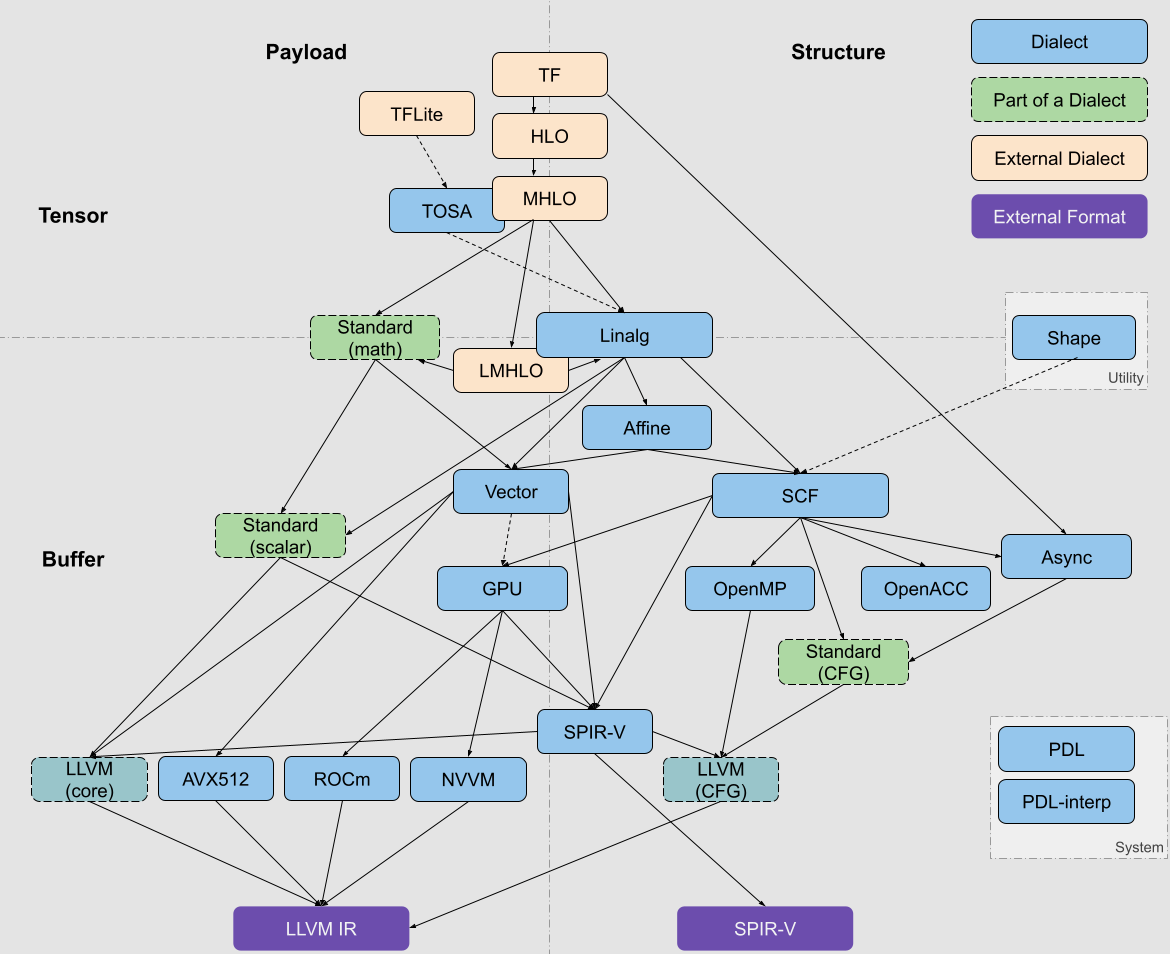 Payload
Structure
Dialect
TF
Part of a Dialect
TFLite
HLO
External Dialect
MHLO
TOSA
Tensor
External Format
Standard
(math)
Linalg
Shape
Utility
LMHLO
Affine
Vector
SCF
Standard
(scalar)
Buffer
Async
GPU
OpenMP
OpenACC
Standard
(CFG)
SPIR-V
PDL
LLVM
(core)
AVX512
ROCm
NVVM
LLVM
(CFG)
PDL-interp
System
LLVM IR
SPIR-V